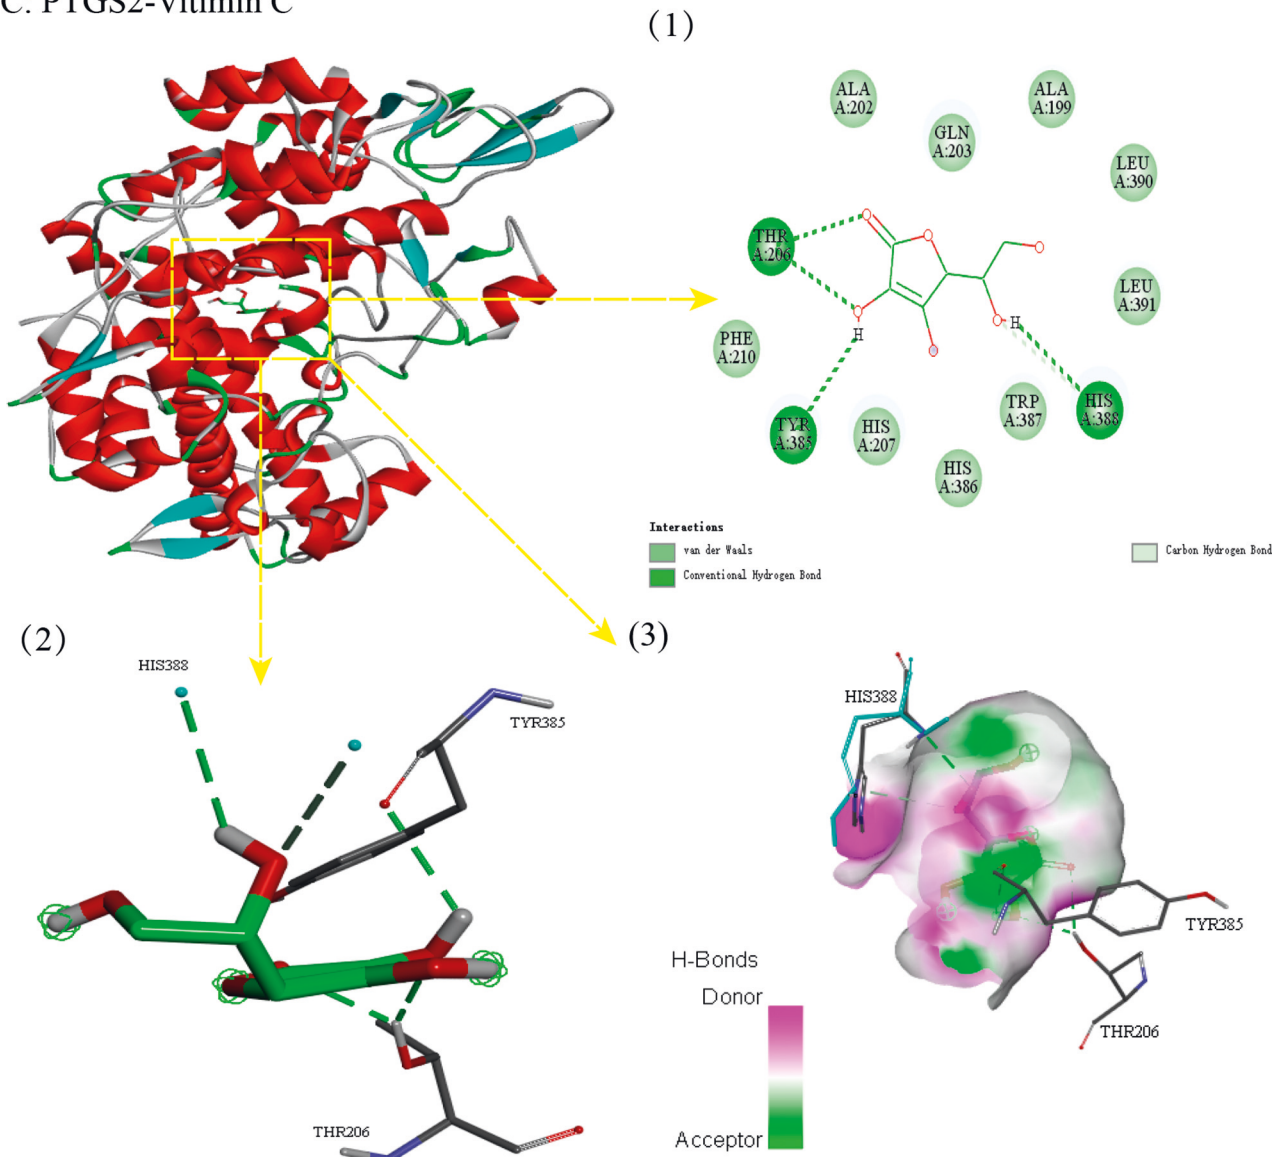 C. PTGS2-Vitimin C
(1)
ALA
A:202
ALA
A:199
GLN
A:203
LEU
A:390
THR
A:206
LEU
A:391
H
H
PHE
A:210
TYR
A:385
HIS
A:207
TRP
A:387
HIS
A:388
HIS
A:386
Interactions
van der Waals
Conventional Hydrogen Bond
Carbon Hydrogen Bond
(2)
HIS388
TYR385
THR206
(3)
HIS388
TYR385
THR206
H-Bonds
Donor
Acceptor